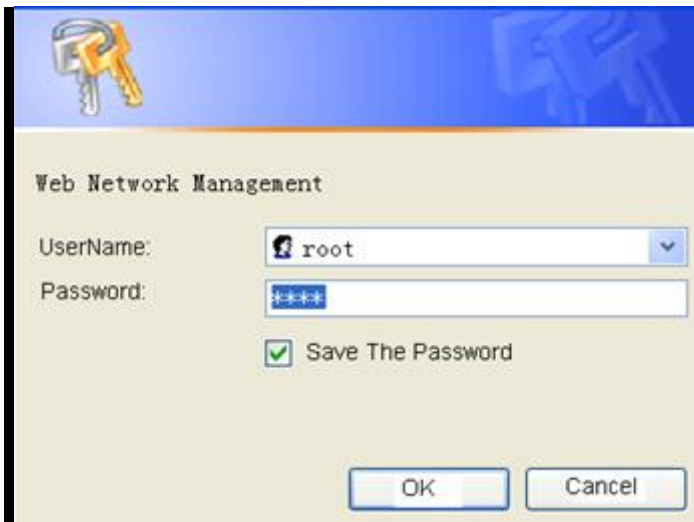 Web Network Management
UserName: root
Password: ****
Save The Password
OK Cancel